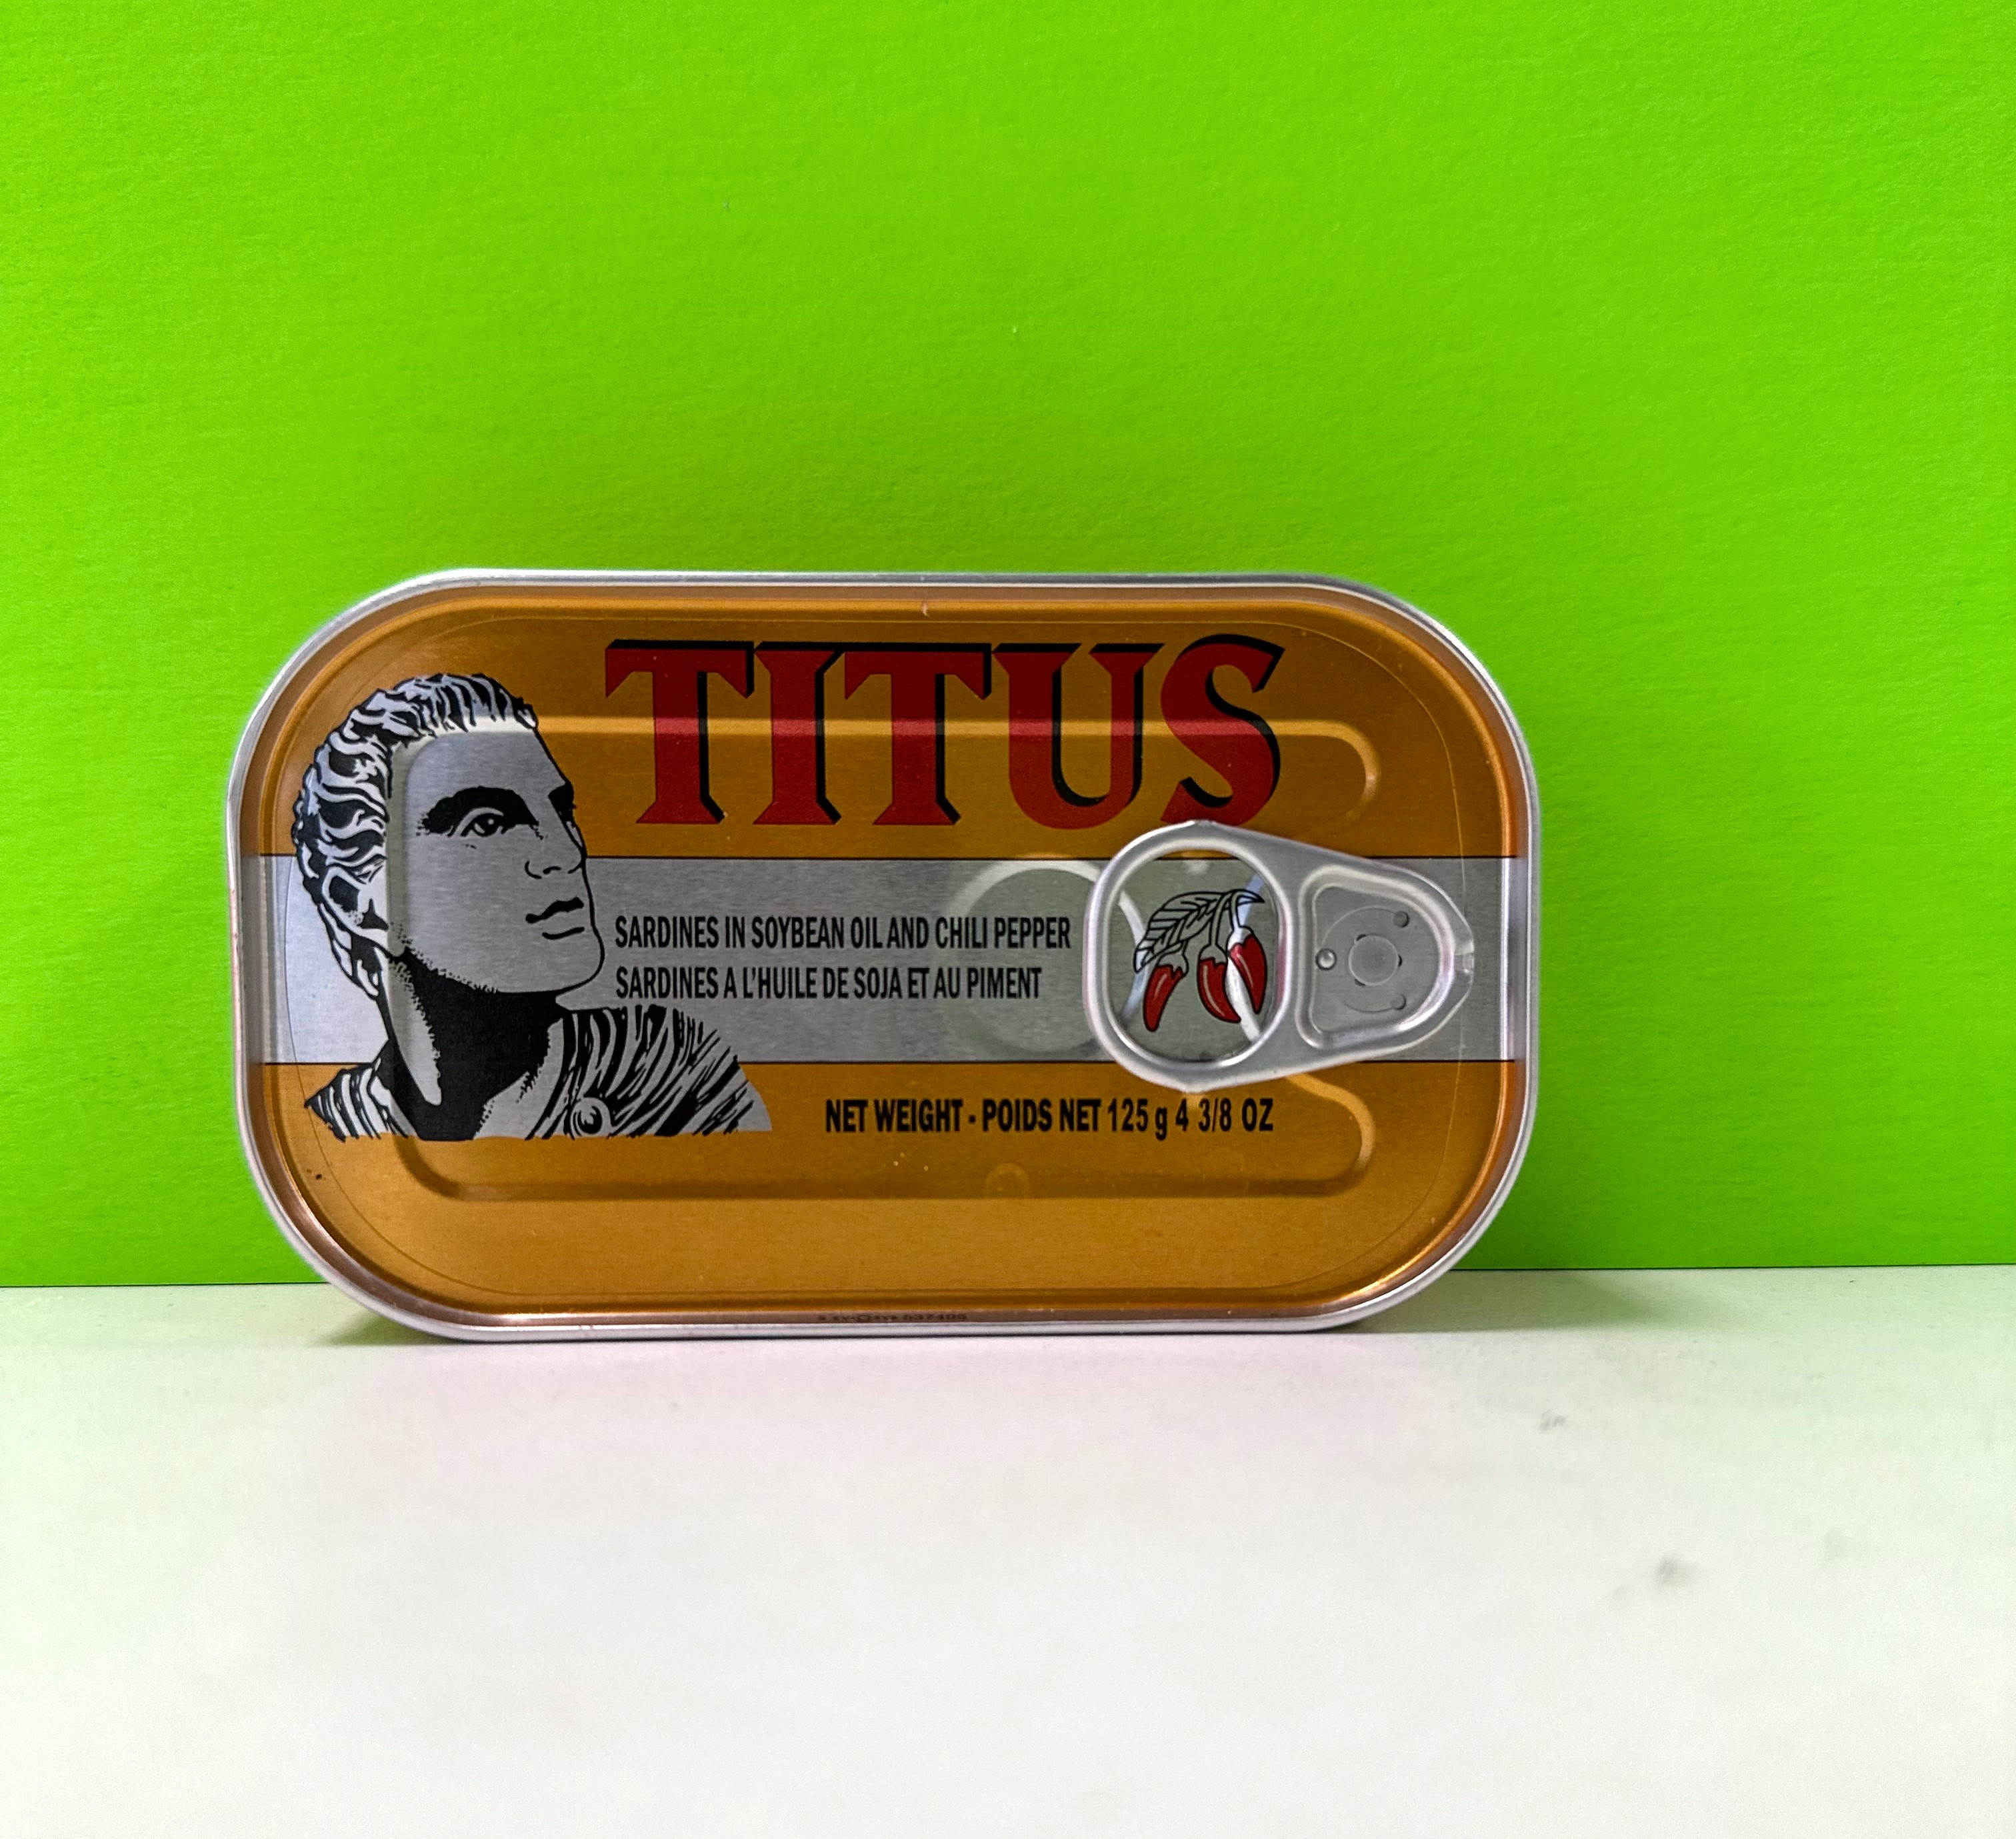 TITUS
SARDINES IN SOYBEAN OIL AND CHILI PEPPER
SARDINES A L'HUILE DE SOJA ET AU PIMENT
NET WEIGHT - POIDS NET 125 g 4 3/8 OZ